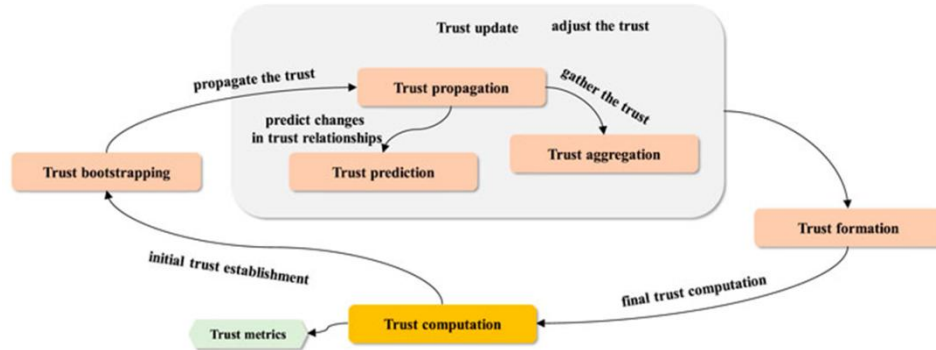 Trust update adjust the trust
propagate the trust
Trust propagation
gather the trust
predict changes
in trust relationships
Trust aggregation
Trust prediction
Trust bootstrapping
Trust formation
initial trust establishment
final trust computation
Trust computation
Trust metrics